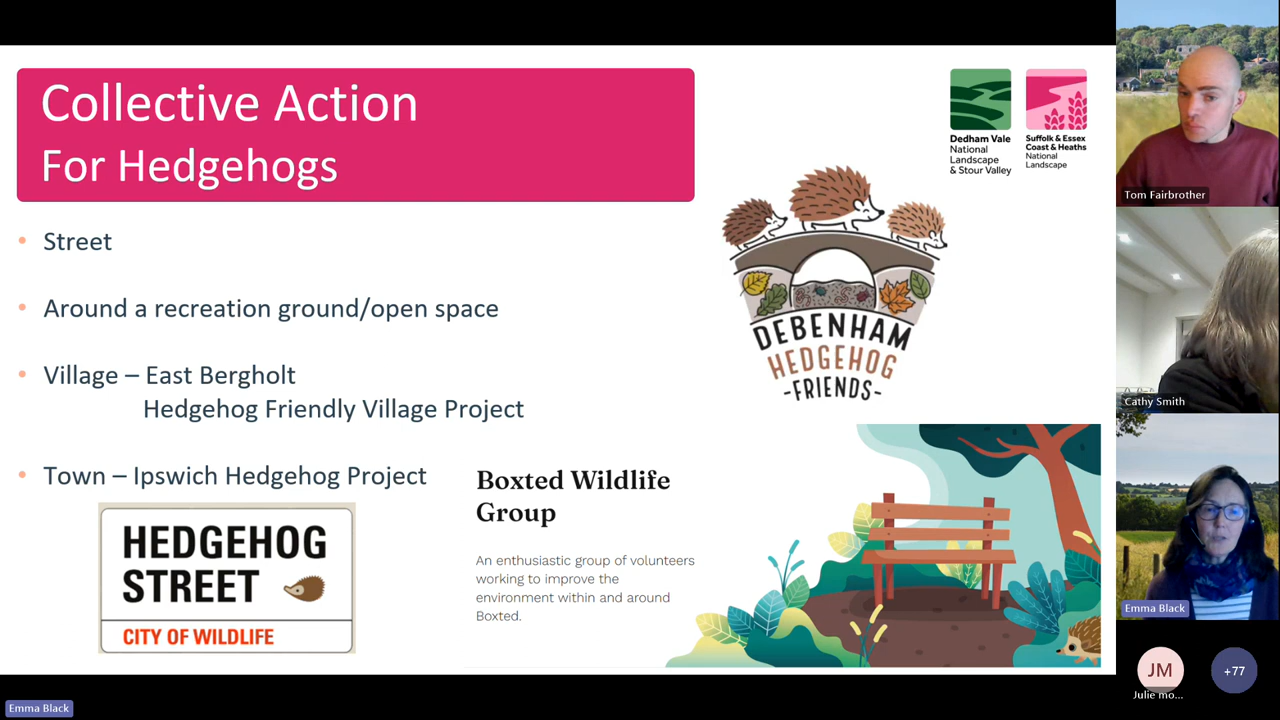 Collective Action
For Hedgehogs
Dedham Vale
National
Landscape
& Stour Valley
Suffolk & Essex
Coast & Heaths
National
Landscape
• Street
• Around a recreation ground/open space
• Village – East Bergholt
Hedgehog Friendly Village Project
• Town – Ipswich Hedgehog Project
DEBENHAM
HEDGEHOG
-FRIENDS-
HEDGEHOG
STREET
CITY OF WILDLIFE
Boxted Wildlife
Group
An enthusiastic group of volunteers
working to improve the
environment within and around
Boxted.
Tom Fairbrother
Cathy Smith
Emma Black
JM
Julie mo...
+77
Emma Black